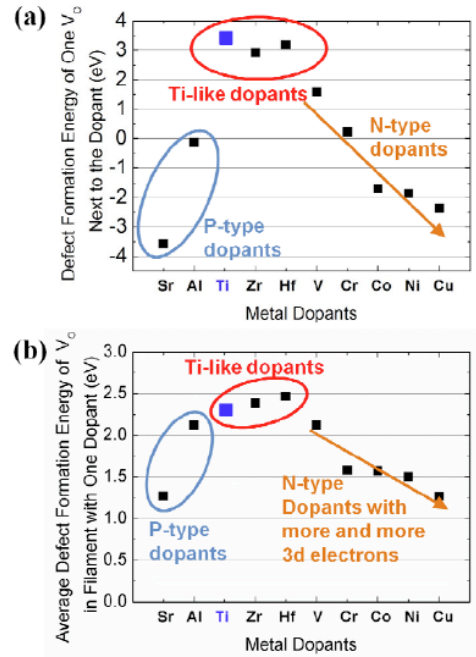 (a)
Defect Formation Energy of One V_O
Next to the Dopant (eV)
4
3
2
1
0
-1
-2
-3
-4
Ti-like dopants
N-type
dopants
P-type
dopants
Sr Al Ti Zr Hf V Cr Co Ni Cu
Metal Dopants
(b)
Average Defect Formation Energy of V_O
in Filament with One Dopant (eV)
3.0
2.5
2.0
1.5
1.0
0.5
0.0
Ti-like dopants
P-type
dopants
N-type
Dopants with
more and more
3d electrons
Sr Al Ti Zr Hf V Cr Co Ni Cu
Metal Dopants